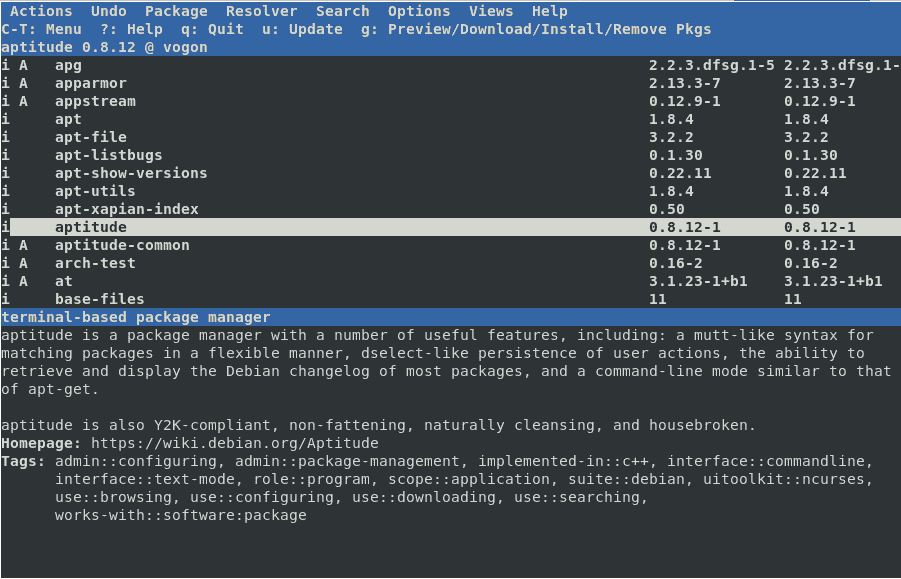 Actions Undo Package Resolver Search Options Views Help
C-T: Menu ?: Help q: Quit u: Update g: Preview/Download/Install/Remove Pkgs
aptitude 0.8.12 @ vogon
i A apg 2.2.3.dfsg.1-5 2.2.3.dfsg.1-
i A apparmor 2.13.3-7 2.13.3-7
i A appstream 0.12.9-1 0.12.9-1
i apt 1.8.4 1.8.4
i apt-file 3.2.2 3.2.2
i apt-listbugs 0.1.30 0.1.30
i apt-show-versions 0.22.11 0.22.11
i apt-utils 1.8.4 1.8.4
i apt-xapian-index 0.50 0.50
i aptitude 0.8.12-1 0.8.12-1
i A aptitude-common 0.8.12-1 0.8.12-1
i A arch-test 0.16-2 0.16-2
i A at 3.1.23-1+b1 3.1.23-1+b1
i base-files 11 11
terminal-based package manager
aptitude is a package manager with a number of useful features, including: a mutt-like syntax for
matching packages in a flexible manner, dselect-like persistence of user actions, the ability to
retrieve and display the Debian changelog of most packages, and a command-line mode similar to that
of apt-get.
aptitude is also Y2K-compliant, non-fattening, naturally cleansing, and housebroken.
Homepage: https://wiki.debian.org/Aptitude
Tags: admin::configuring, admin::package-management, implemented-in::c++, interface::commandline,
interface::text-mode, role::program, scope::application, suite::debian, uitoolkit::ncurses,
use::browsing, use::configuring, use::downloading, use::searching,
works-with::software:package